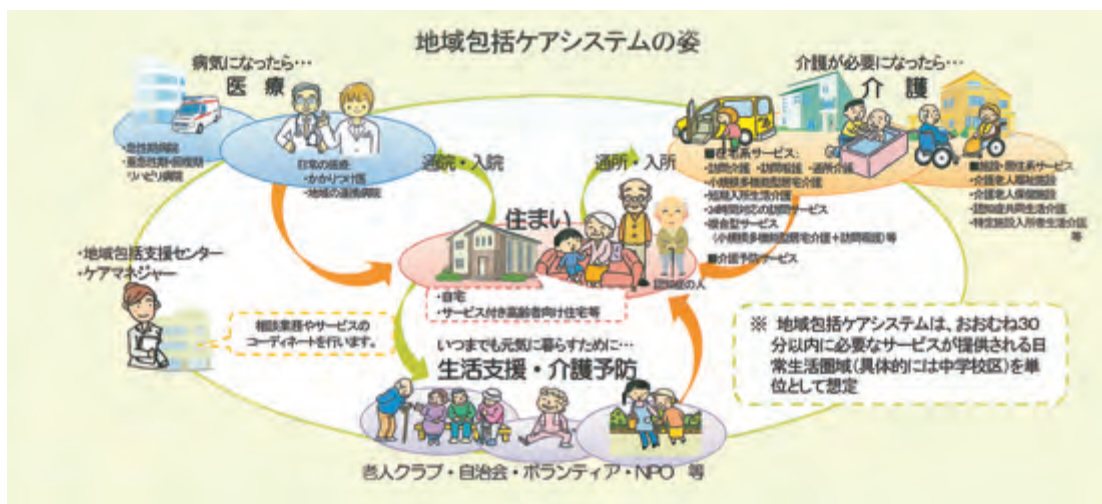 地域包括ケアシステムの姿
病気になったら…
医 療
・急性期病院
・亜急性期・回復期
リハビリ病院
日常の医療:
・かかりつけ医
・地域の連携病院
通院・入院
介護が必要になったら…
介 護
通所・入所
■在宅系サービス:
・訪問介護 ・訪問看護 ・通所介護
・小規模多機能型居宅介護
・短期入所生活介護
・24時間対応の訪問サービス
・複合型サービス
(小規模多機能型居宅介護+訪問看護)等
■介護予防サービス
■施設・居住系サービス
・介護老人福祉施設
・介護老人保健施設
・認知症共同生活介護
・特定施設入所者生活介護
等
住まい
認知症の人
・自宅
・サービス付き高齢者向け住宅等
・地域包括支援センター
・ケアマネジャー
相談業務やサービスの
コーディネートを行います。
いつまでも元気に暮らすために…
生活支援・介護予防
老人クラブ・自治会・ボランティア・NPO 等
※ 地域包括ケアシステムは、おおむね30
分以内に必要なサービスが提供される日
常生活圏域(具体的には中学校区)を単
位として想定